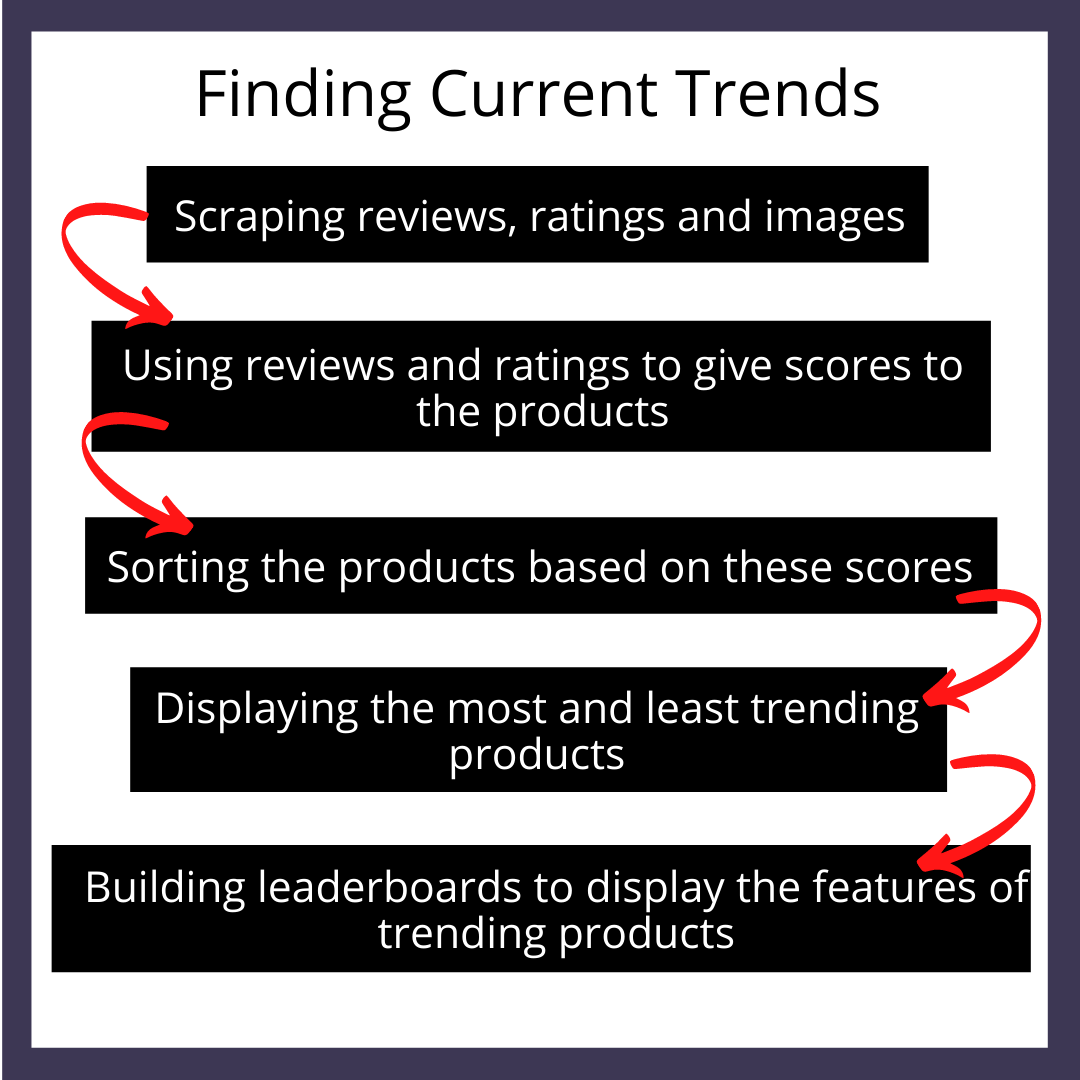 Finding Current Trends
Scraping reviews, ratings and images
Using reviews and ratings to give scores to
the products
Sorting the products based on these scores
Displaying the most and least trending
products
Building leaderboards to display the features of
trending products